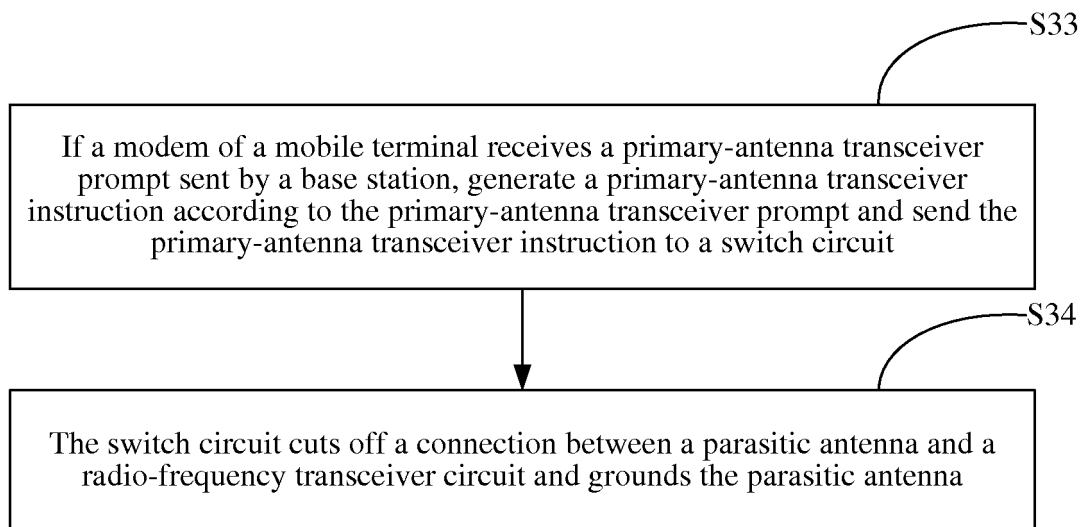 S33
If a modem of a mobile terminal receives a primary-antenna transceiver
prompt sent by a base station, generate a primary-antenna transceiver
instruction according to the primary-antenna transceiver prompt and send the
primary-antenna transceiver instruction to a switch circuit
S34
The switch circuit cuts off a connection between a parasitic antenna and a
radio-frequency transceiver circuit and grounds the parasitic antenna